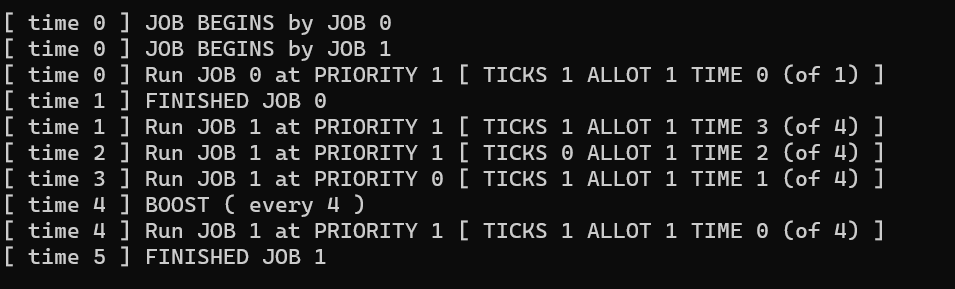 [ time 0 ] JOB BEGINS by JOB 0
[ time 0 ] JOB BEGINS by JOB 1
[ time 0 ] Run JOB 0 at PRIORITY 1 [ TICKS 1 ALLOT 1 TIME 0 (of 1) ]
[ time 1 ] FINISHED JOB 0
[ time 1 ] Run JOB 1 at PRIORITY 1 [ TICKS 1 ALLOT 1 TIME 3 (of 4) ]
[ time 2 ] Run JOB 1 at PRIORITY 1 [ TICKS 0 ALLOT 1 TIME 2 (of 4) ]
[ time 3 ] Run JOB 1 at PRIORITY 0 [ TICKS 1 ALLOT 1 TIME 1 (of 4) ]
[ time 4 ] BOOST ( every 4 )
[ time 4 ] Run JOB 1 at PRIORITY 1 [ TICKS 1 ALLOT 1 TIME 0 (of 4) ]
[ time 5 ] FINISHED JOB 1